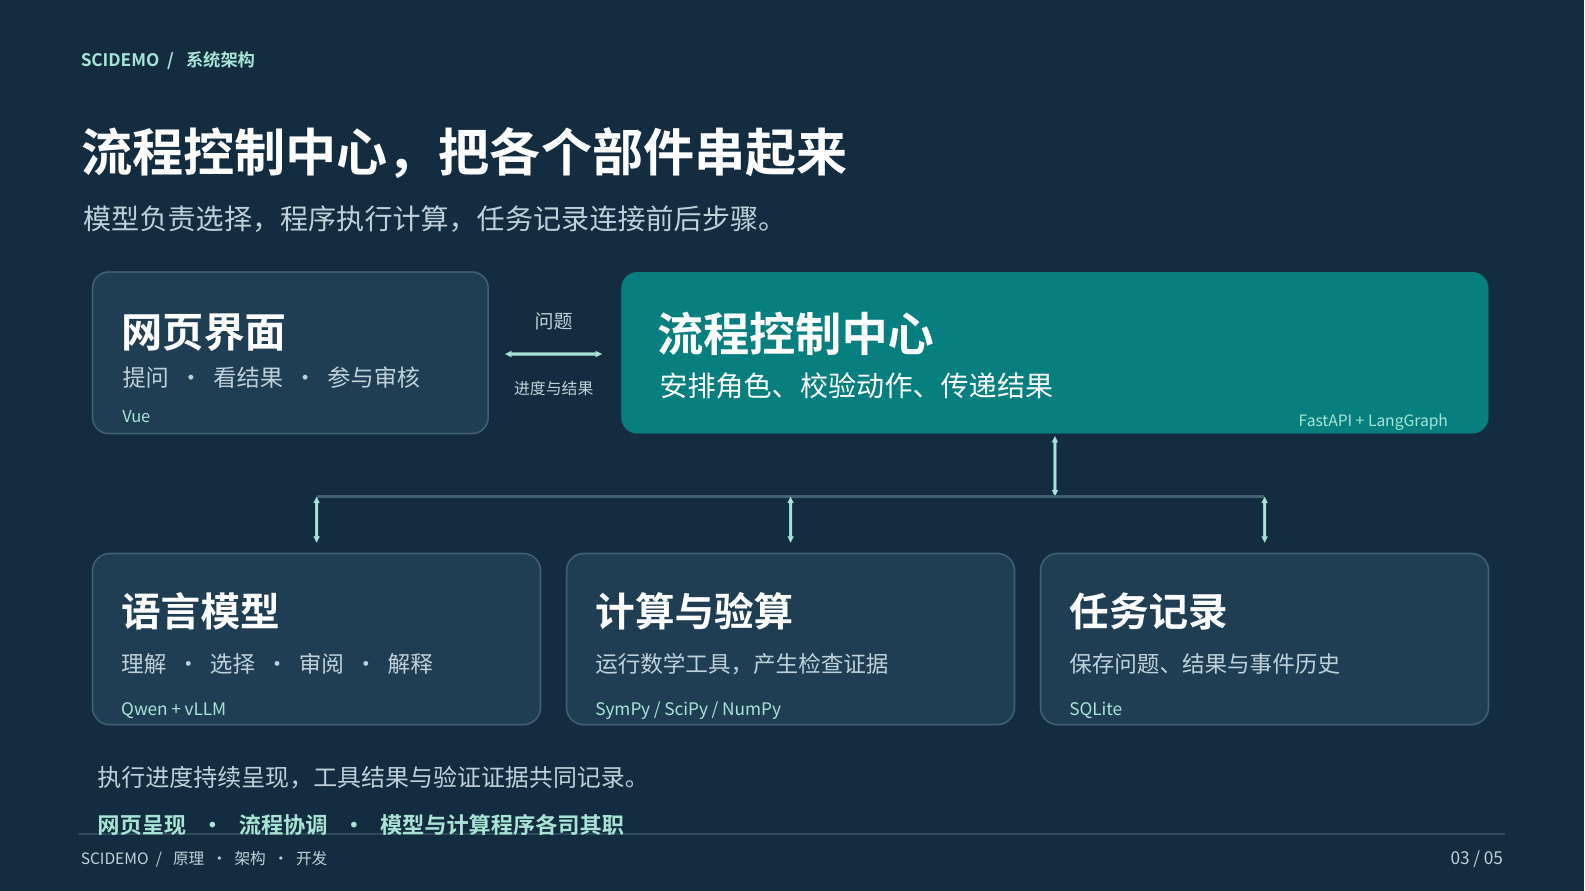 SCIDEMO / 系统架构
流程控制中心，把各个部件串起来
模型负责选择，程序执行计算，任务记录连接前后步骤。
网页界面
提问 · 看结果 · 参与审核
Vue
问题
进度与结果
流程控制中心
安排角色、校验动作、传递结果
FastAPI + LangGraph
语言模型
理解 · 选择 · 审阅 · 解释
Qwen + vLLM
计算与验算
运行数学工具，产生检查证据
SymPy / SciPy / NumPy
任务记录
保存问题、结果与事件历史
SQLite
执行进度持续呈现，工具结果与验证证据共同记录。
网页呈现 · 流程协调 · 模型与计算程序各司其职
SCIDEMO / 原理 · 架构 · 开发
03 / 05